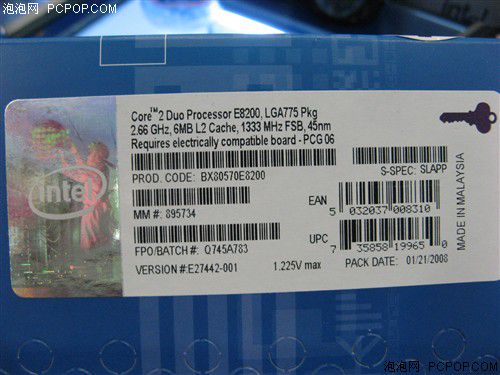 泡泡网 PCPOP.COM
Core™2 Duo Processor E8200, LGA775 Pkg
2.66 GHz, 6MB L2 Cache, 1333 MHz FSB, 45nm
Requires electrically compatible board - PCG 06
PROD. CODE: BX80570E8200
S-SPEC: SLAPP
MM #: 895734
EAN
5 032037 008310
FPO/BATCH #: Q745A783
UPC
7 35858 19965 0
VERSION #:E27442-001
1.225V max
PACK DATE: 01/21/2008
MADE IN MALAYSIA
intel
泡泡网 PCPOP.COM